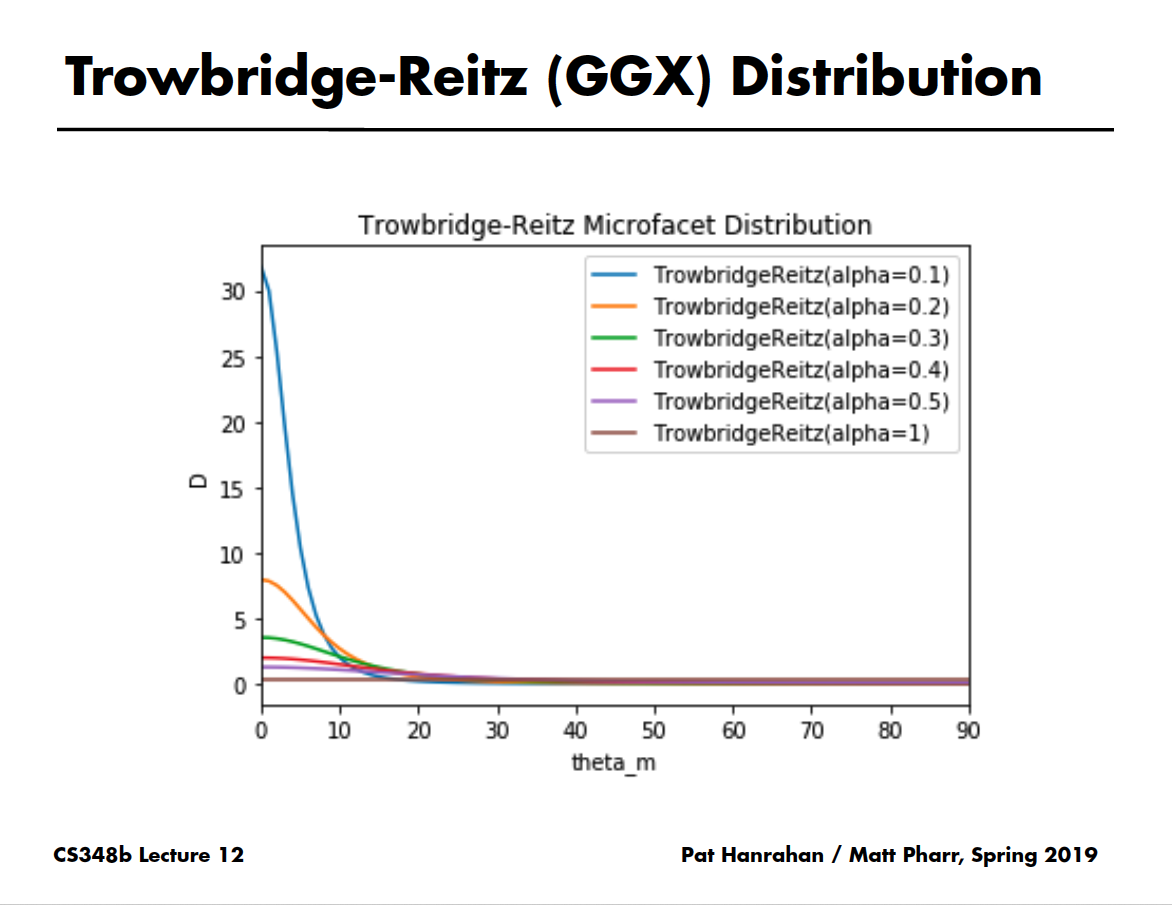 Trowbridge-Reitz (GGX) Distribution
Trowbridge-Reitz Microfacet Distribution
TrowbridgeReitz(alpha=0.1)
TrowbridgeReitz(alpha=0.2)
TrowbridgeReitz(alpha=0.3)
TrowbridgeReitz(alpha=0.4)
TrowbridgeReitz(alpha=0.5)
TrowbridgeReitz(alpha=1)
30
25
20
15
10
5
0
D
0 10 20 30 40 50 60 70 80 90
theta_m
CS348b Lecture 12
Pat Hanrahan / Matt Pharr, Spring 2019